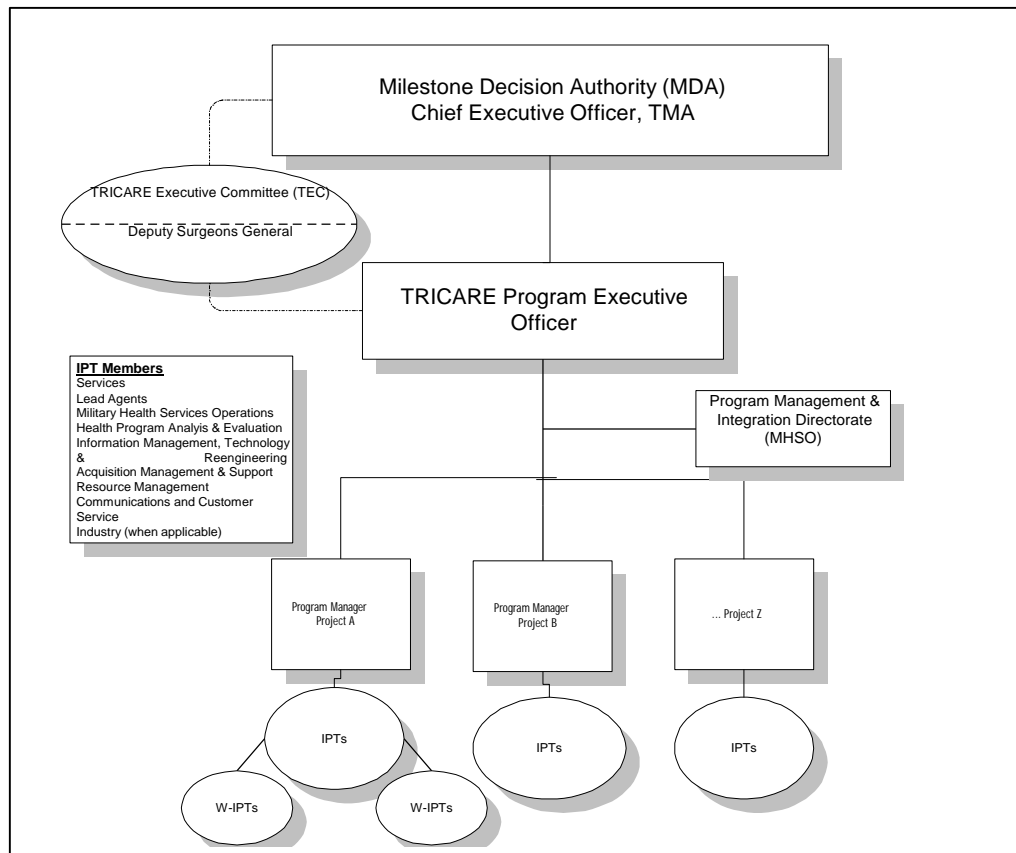 Milestone Decision Authority (MDA)
Chief Executive Officer, TMA
TRICARE Executive Committee (TEC)
Deputy Surgeons General
TRICARE Program Executive
Officer
IPT Members
Services
Lead Agents
Military Health Services Operations
Health Program Analyis & Evaluation
Information Management, Technology
& Reengineering
Acquisition Management & Support
Resource Management
Communications and Customer
Service
Industry (when applicable)
Program Management &
Integration Directorate
(MHSO)
Program Manager
Project A
Program Manager
Project B
... Project Z
IPTs
IPTs
IPTs
W-IPTs
W-IPTs